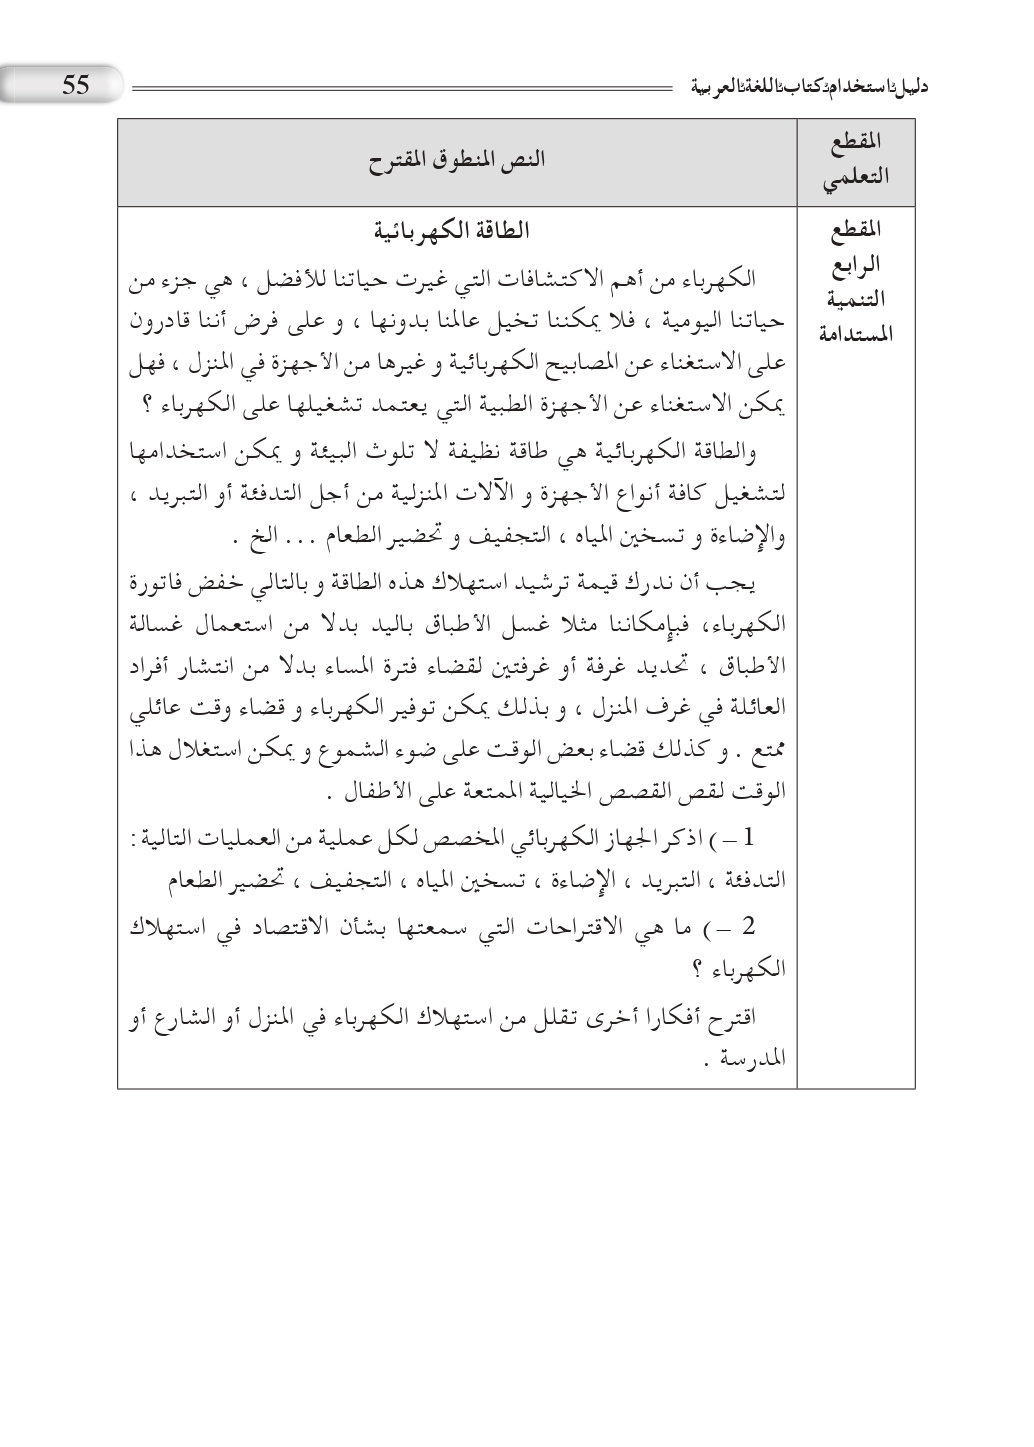 دليل استخدام كتاب اللغة العربية
55
المقطع
التعلمي
النص المنطوق المقترح
المقطع
الرابع
التنمية
المستدامة
الطاقة الكهربائية
الكهرباء من أهم الاكتشافات التي غيرت حياتنا للأفضل ، هي جزء من
حياتنا اليومية ، فلا يمكننا تخيل عالمنا بدونها ، و على فرض أننا قادرون
على الاستغناء عن المصابيح الكهربائية و غيرها من الأجهزة في المنزل ، فهل
يمكن الاستغناء عن الأجهزة الطبية التي يعتمد تشغيلها على الكهرباء ؟
والطاقة الكهربائية هي طاقة نظيفة لا تلوث البيئة و يمكن استخدامها
لتشغيل كافة أنواع الأجهزة و الآلات المنزلية من أجل التدفئة أو التبريد ،
والإضاءة و تسخين المياه ، التجفيف و تحضير الطعام ... الخ .
يجب أن ندرك قيمة ترشيد استهلاك هذه الطاقة و بالتالي خفض فاتورة
الكهرباء، فبإمكاننا مثلا غسل الأطباق باليد بدلا من استعمال غسالة
الأطباق ، تحديد غرفة أو غرفتين لقضاء فترة المساء بدلا من انتشار أفراد
العائلة في غرف المنزل ، و بذلك يمكن توفير الكهرباء و قضاء وقت عائلي
ممتع . و كذلك قضاء بعض الوقت على ضوء الشموع و يمكن استغلال هذا
الوقت لقص القصص الخيالية الممتعة على الأطفال .
1 – ) اذكر الجهاز الكهربائي المخصص لكل عملية من العمليات التالية :
التدفئة ، التبريد ، الإضاءة ، تسخين المياه ، التجفيف ، تحضير الطعام
2 – ) ما هي الاقتراحات التي سمعتها بشأن الاقتصاد في استهلاك
الكهرباء ؟
اقترح أفكارا أخرى تقلل من استهلاك الكهرباء في المنزل أو الشارع أو
المدرسة .